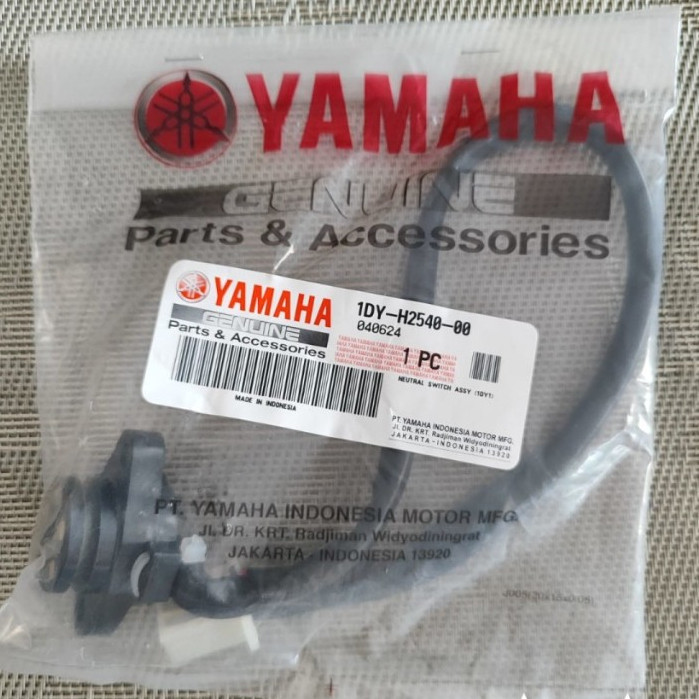 YAMAHA
GENUINE
Parts & Accessories
YAMAHA
GENUINE
Parts & Accessories
MADE IN INDONESIA
1DY-H2540-00
040624
1 PC
NEUTRAL SWITCH ASSY (1DY1)
PT. YAMAHA INDONESIA MOTOR MFG.
Jl. DR. KRT. Radjiman Widyodiningrat
JAKARTA - INDONESIA 13920
PT. YAMAHA INDONESIA MOTOR MFG.
Jl. DR. KRT. Radjiman Widyodiningrat
JAKARTA - INDONESIA 13920